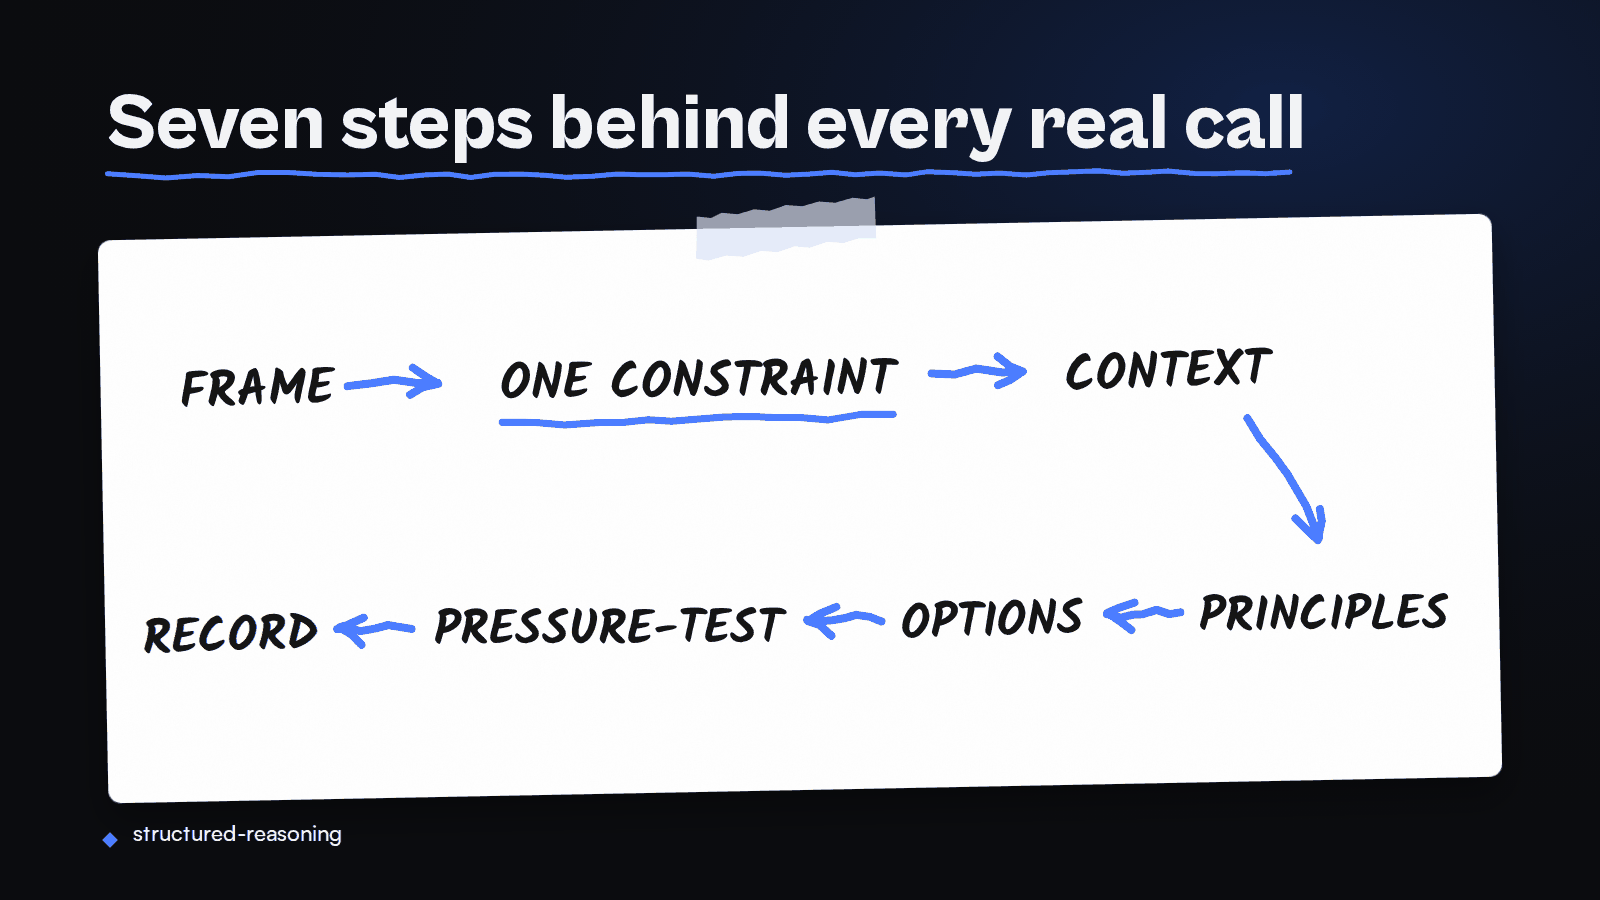 Seven steps behind every real call
FRAME
ONE CONSTRAINT
CONTEXT
PRINCIPLES
OPTIONS
PRESSURE-TEST
RECORD
structured-reasoning